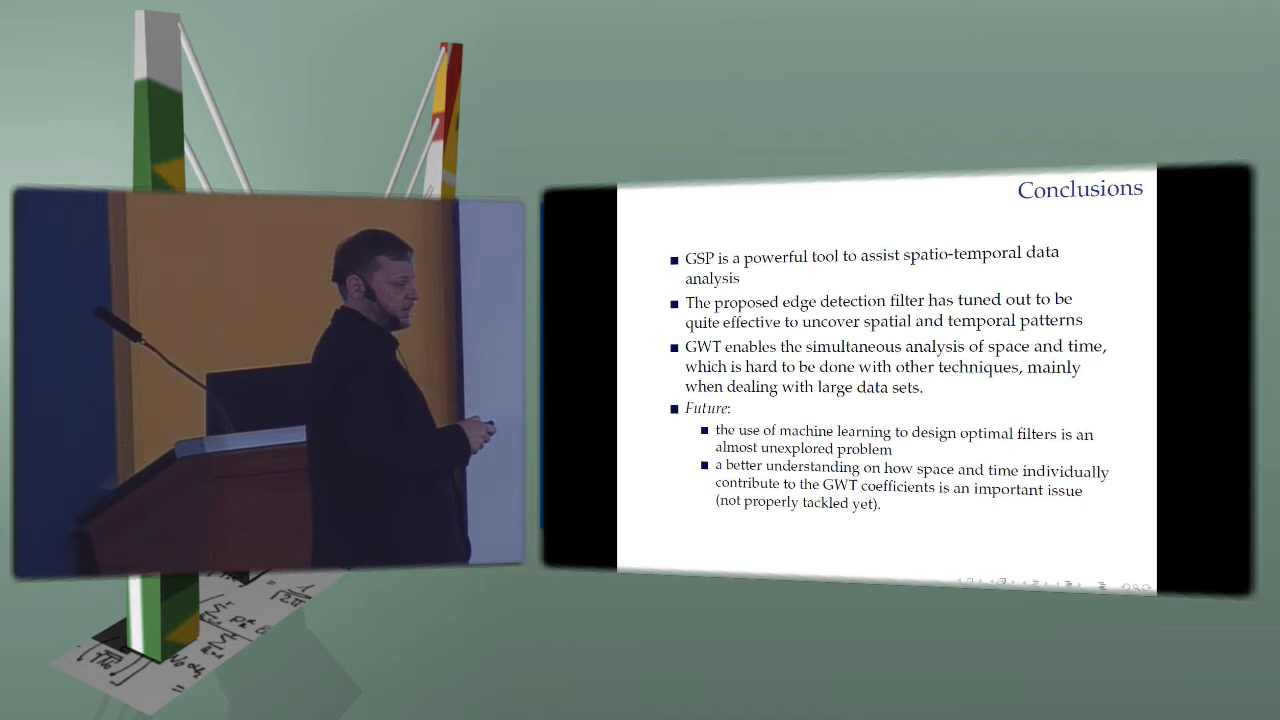 Conclusions
GSP is a powerful tool to assist spatio-temporal data
analysis
The proposed edge detection filter has tuned out to be
quite effective to uncover spatial and temporal patterns
GWT enables the simultaneous analysis of space and time,
which is hard to be done with other techniques, mainly
when dealing with large data sets.
Future:
the use of machine learning to design optimal filters is an
almost unexplored problem
a better understanding on how space and time individually
contribute to the GWT coefficients is an important issue
(not properly tackled yet).